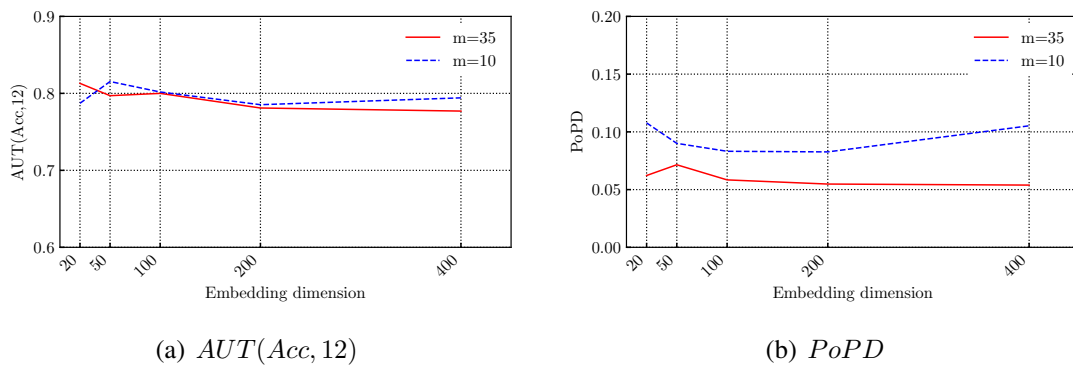 0.9
0.8
0.7
0.6
AUT(Acc,12)
m=35
m=10
20
50
100
200
400
Embedding dimension
(a) AUT(Acc, 12)
0.20
0.15
0.10
0.05
0.00
PoPD
m=35
m=10
20
50
100
200
400
Embedding dimension
(b) PoPD